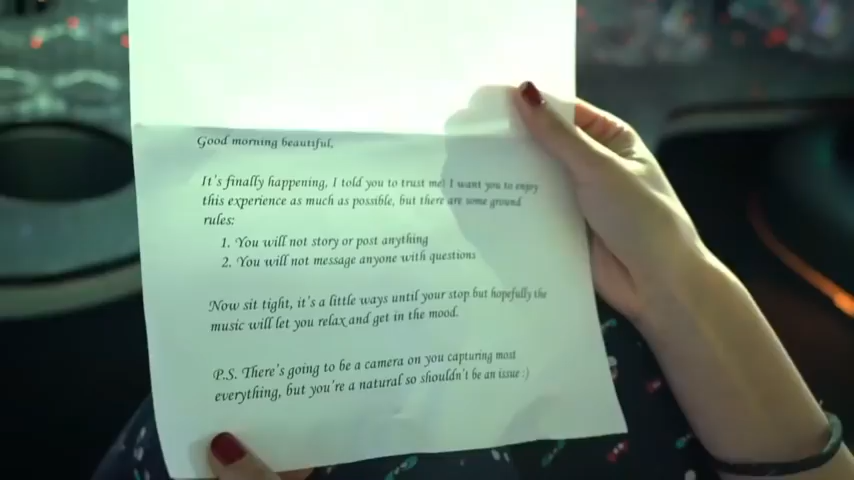 Good morning beautiful,
It's finally happening, I told you to trust me! I want you to enjoy
this experience as much as possible, but there are some ground
rules:
1. You will not story or post anything
2. You will not message anyone with questions
Now sit tight, it's a little ways until your stop but hopefully the
music will let you relax and get in the mood.
P.S. There's going to be a camera on you capturing most
everything, but you're a natural so shouldn't be an issue :)